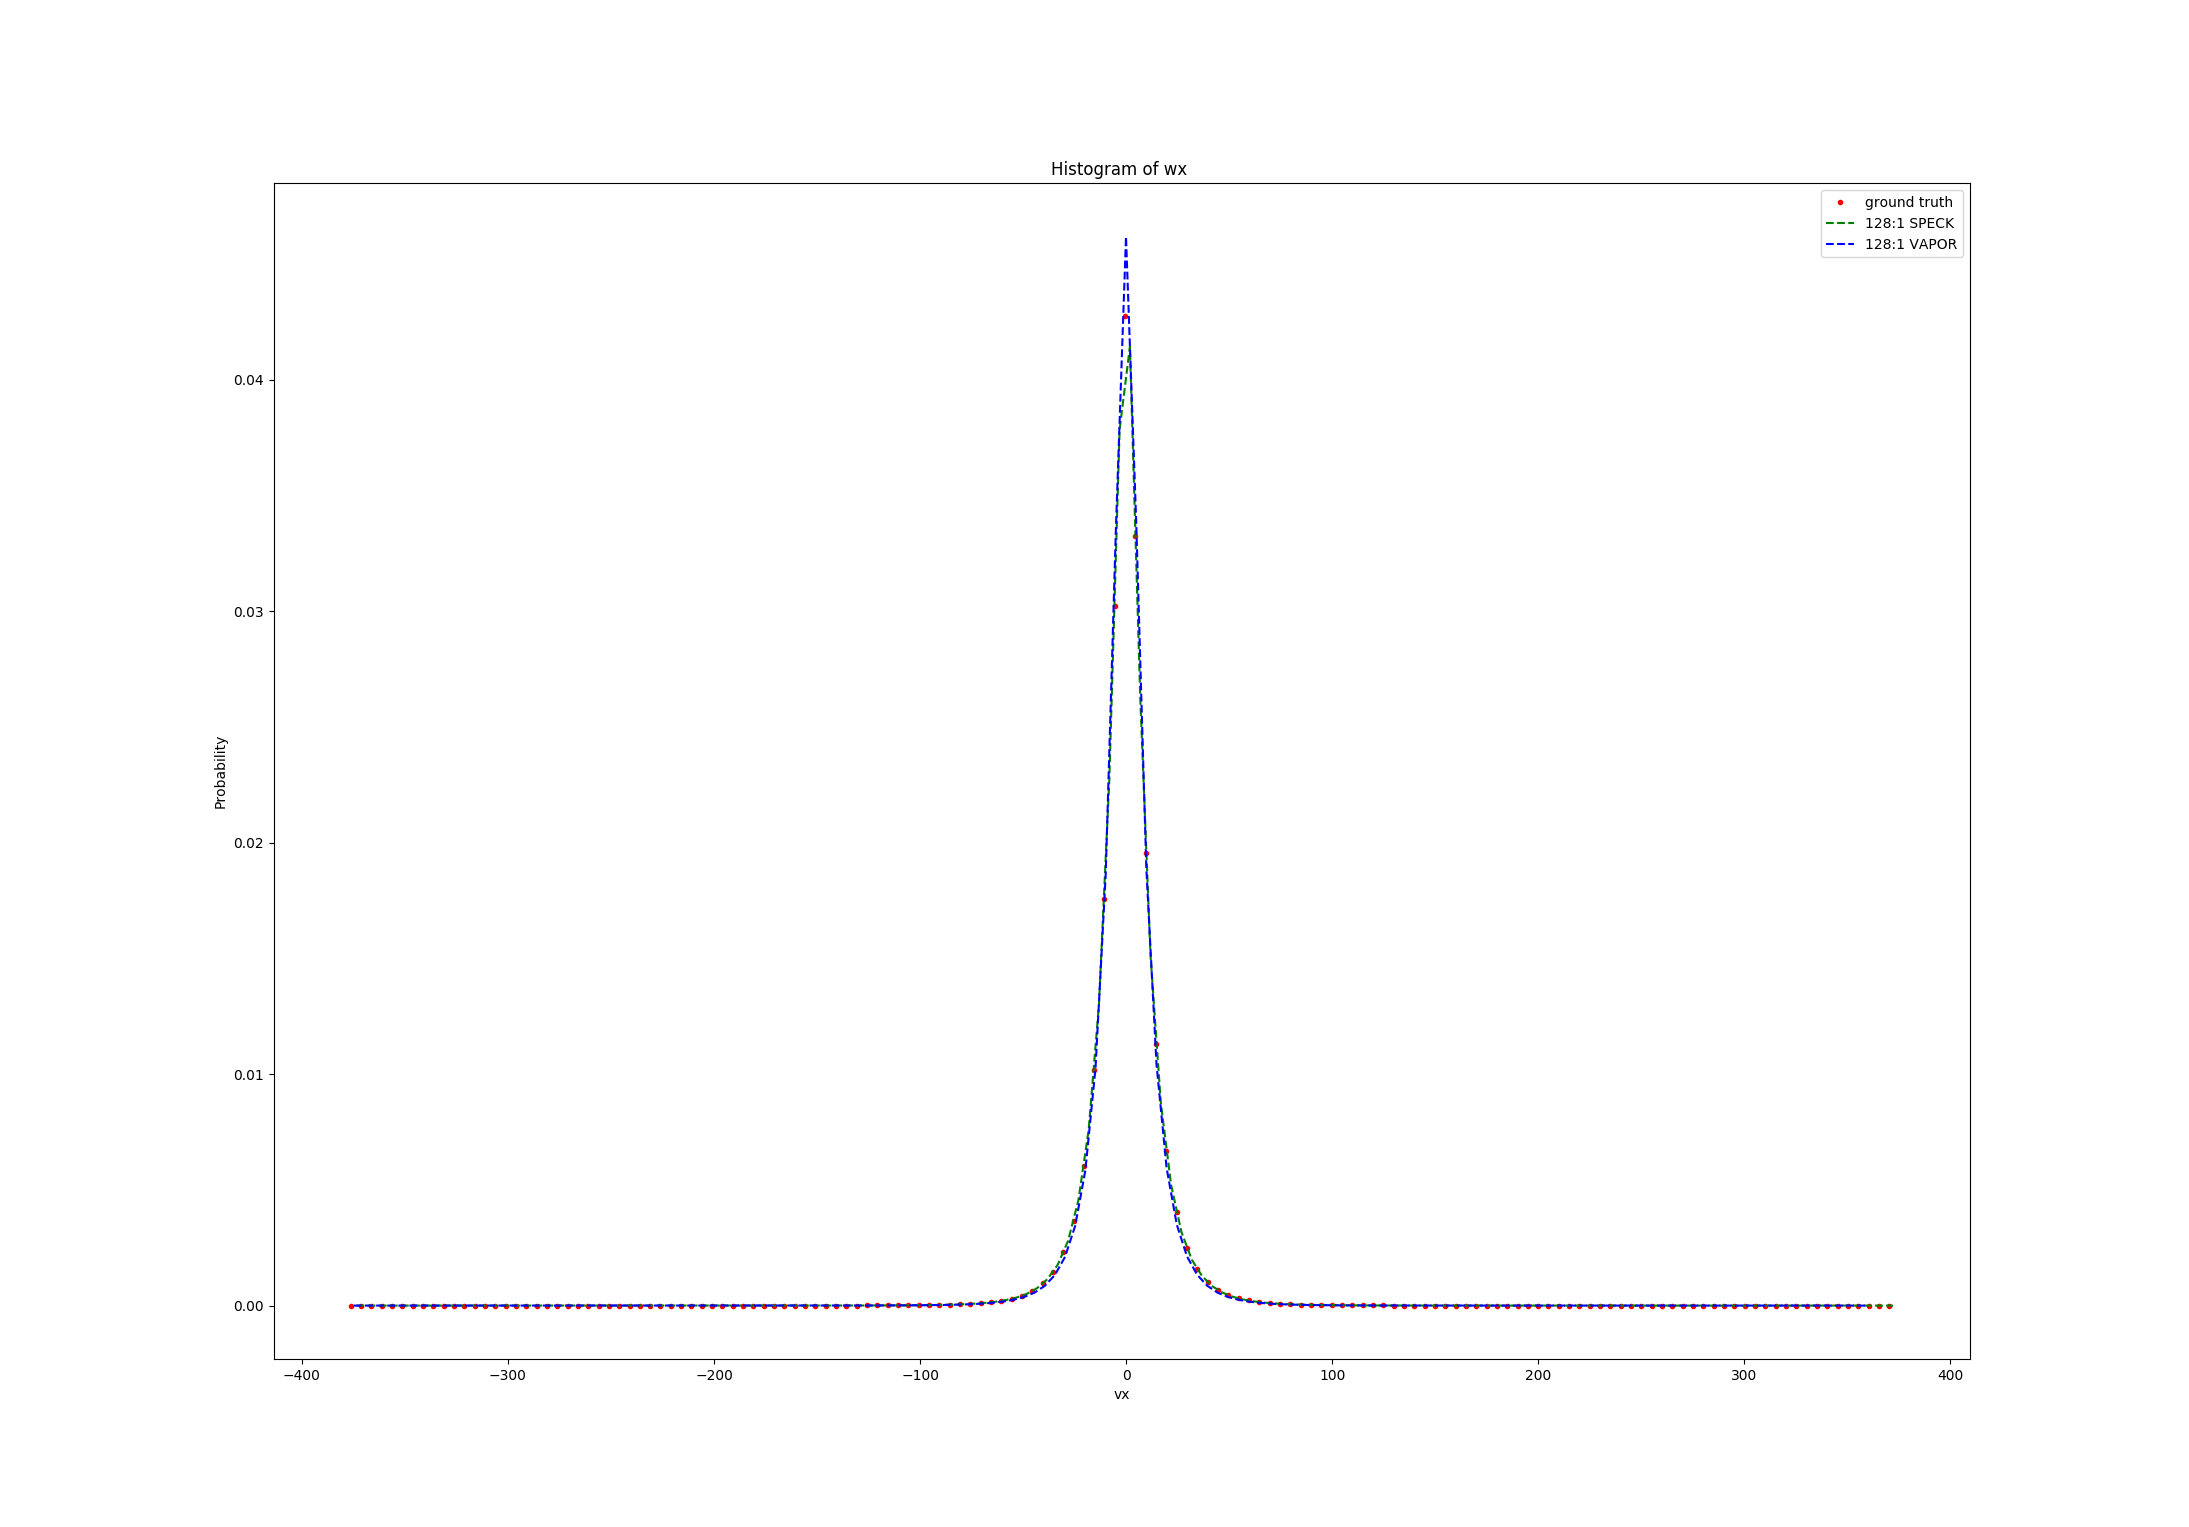 Histogram of wx
ground truth
128:1 SPECK
128:1 VAPOR
Probability
0.04
0.03
0.02
0.01
0.00
−400 −300 −200 −100 0 100 200 300 400
vx